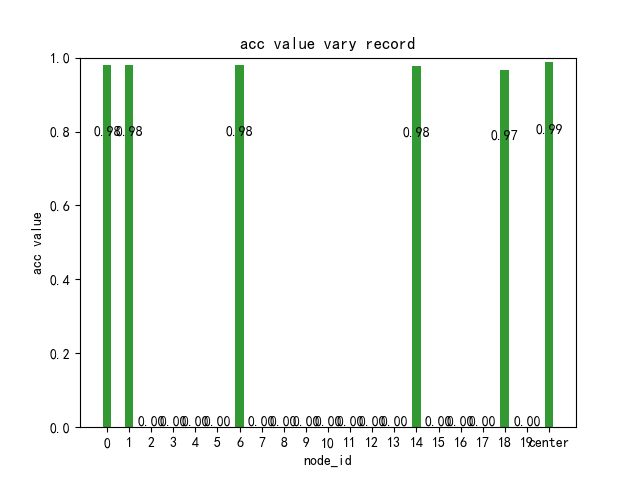 acc value vary record
acc value
1.0
0.8
0.6
0.4
0.2
0.0
0.98 0.98 0.98 0.98 0.97 0.99
0.00 0.00 0.00 0.00 0.00 0.00 0.00 0.00 0.00 0.00 0.00 0.00 0.00 0.00 0.00
0 1 2 3 4 5 6 7 8 9 10 11 12 13 14 15 16 17 18 19 center
node_id